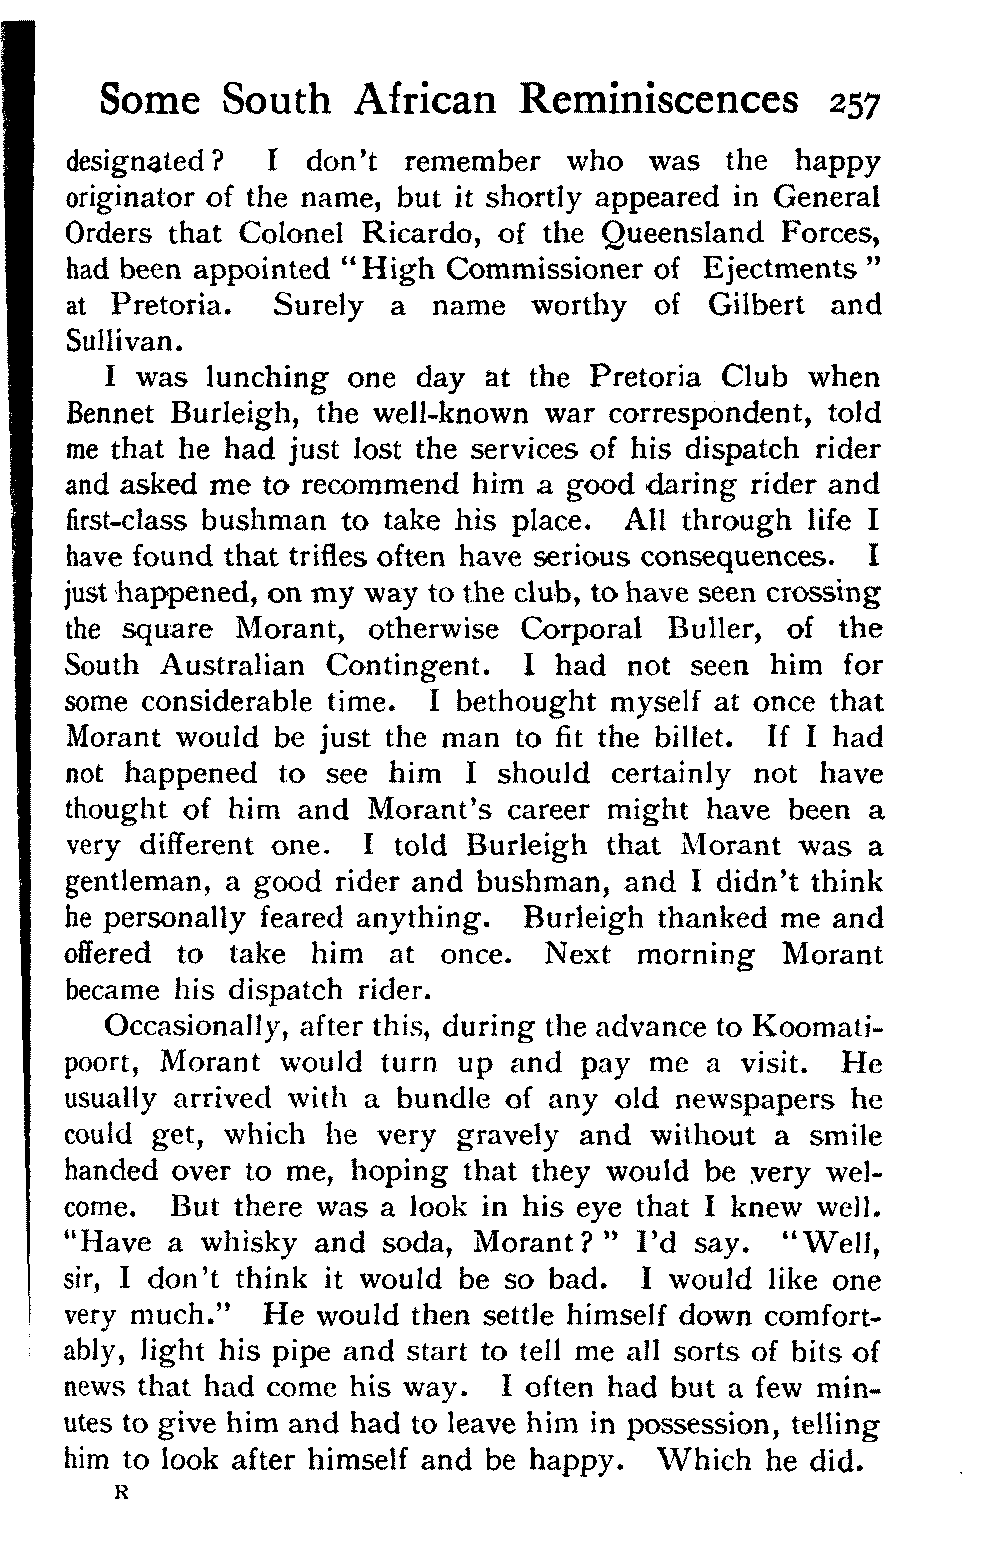 Some South African Reminiscences 257
designated? I don't remember who was the happy
originator of the name, but it shortly appeared in General
Orders that Colonel Ricardo, of the Queensland Forces,
had been appointed "High Commissioner of Ejectments"
at Pretoria. Surely a name worthy of Gilbert and
Sullivan.
I was lunching one day at the Pretoria Club when
Bennet Burleigh, the well-known war correspondent, told
me that he had just lost the services of his dispatch rider
and asked me to recommend him a good daring rider and
first-class bushman to take his place. All through life I
have found that trifles often have serious consequences. I
just happened, on my way to the club, to have seen crossing
the square Morant, otherwise Corporal Buller, of the
South Australian Contingent. I had not seen him for
some considerable time. I bethought myself at once that
Morant would be just the man to fit the billet. If I had
not happened to see him I should certainly not have
thought of him and Morant's career might have been a
very different one. I told Burleigh that Morant was a
gentleman, a good rider and bushman, and I didn't think
he personally feared anything. Burleigh thanked me and
offered to take him at once. Next morning Morant
became his dispatch rider.
Occasionally, after this, during the advance to Koomati-
poort, Morant would turn up and pay me a visit. He
usually arrived with a bundle of any old newspapers he
could get, which he very gravely and without a smile
handed over to me, hoping that they would be very wel-
come. But there was a look in his eye that I knew well.
"Have a whisky and soda, Morant?" I'd say. "Well,
sir, I don't think it would be so bad. I would like one
very much." He would then settle himself down comfort-
ably, light his pipe and start to tell me all sorts of bits of
news that had come his way. I often had but a few min-
utes to give him and had to leave him in possession, telling
him to look after himself and be happy. Which he did.
R